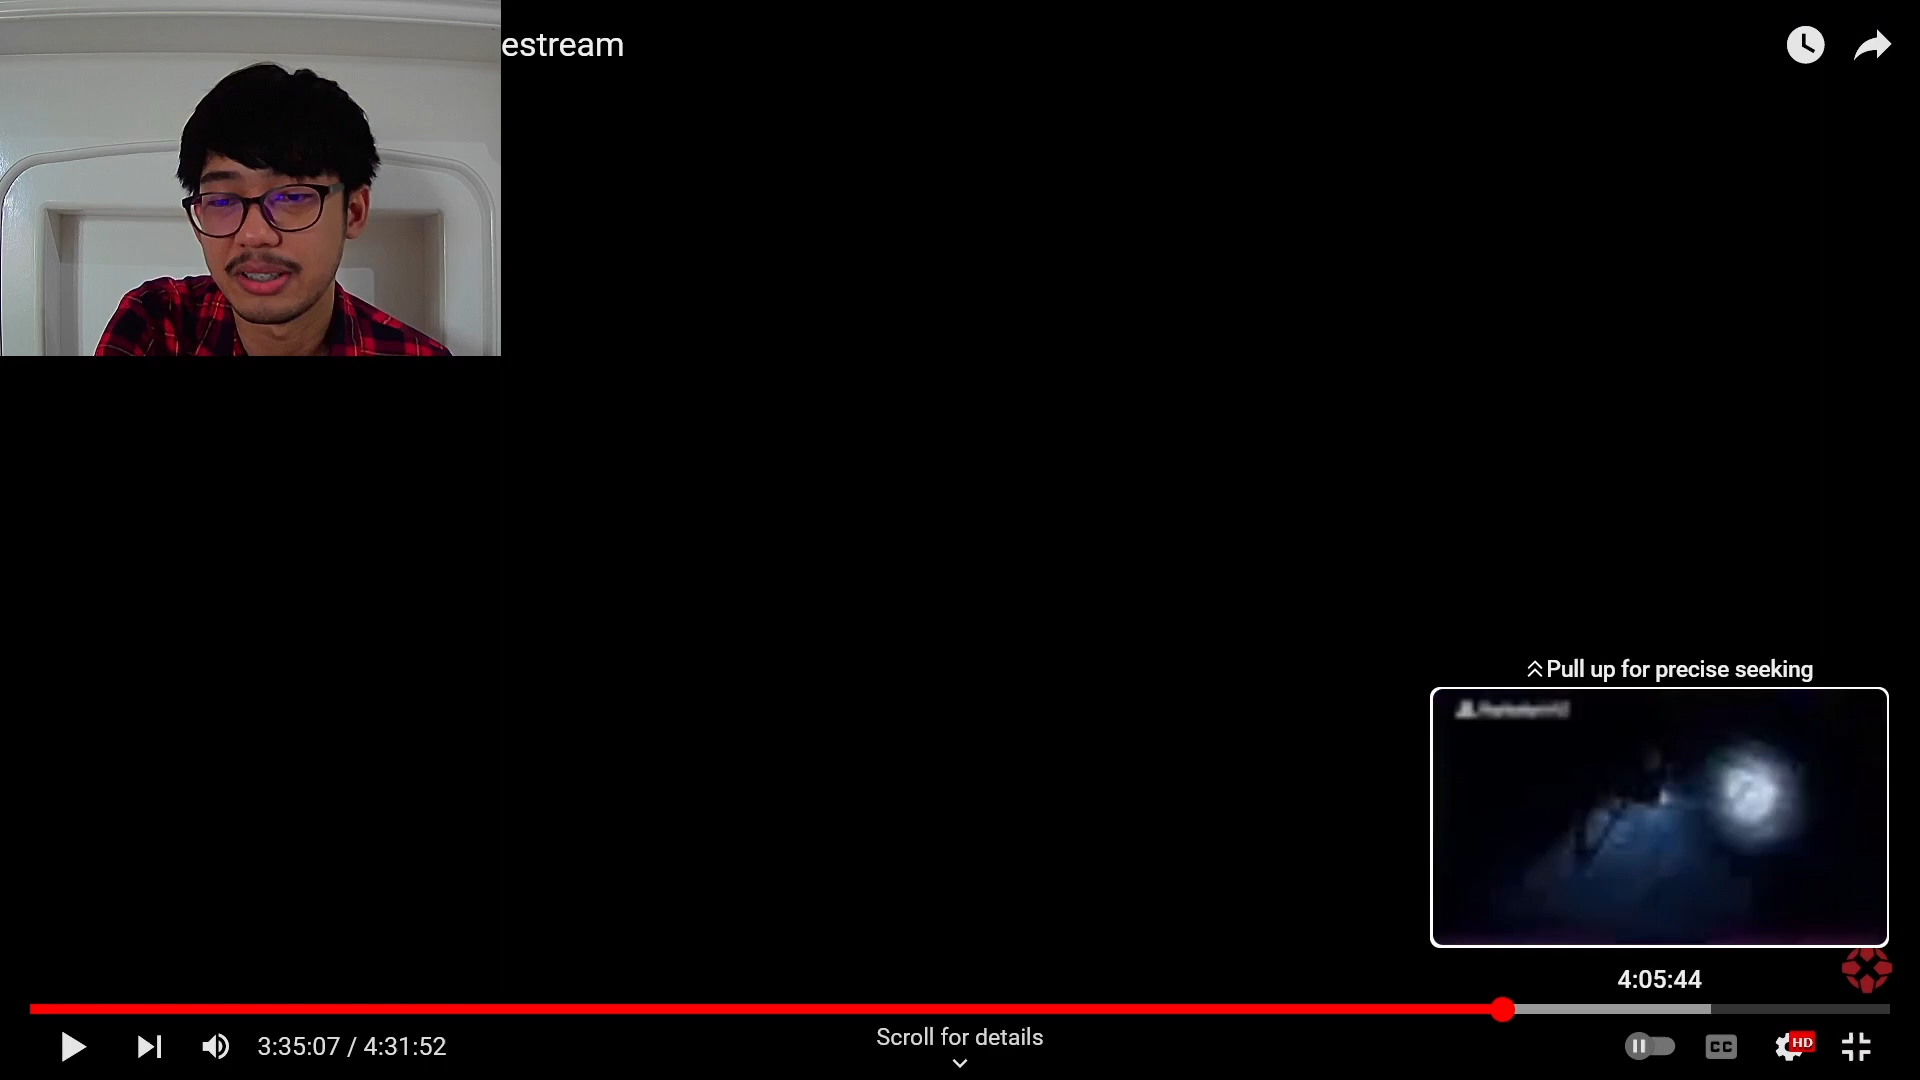 estream
Pull up for precise seeking
4:05:44
3:35:07 / 4:31:52
Scroll for details
CC
HD